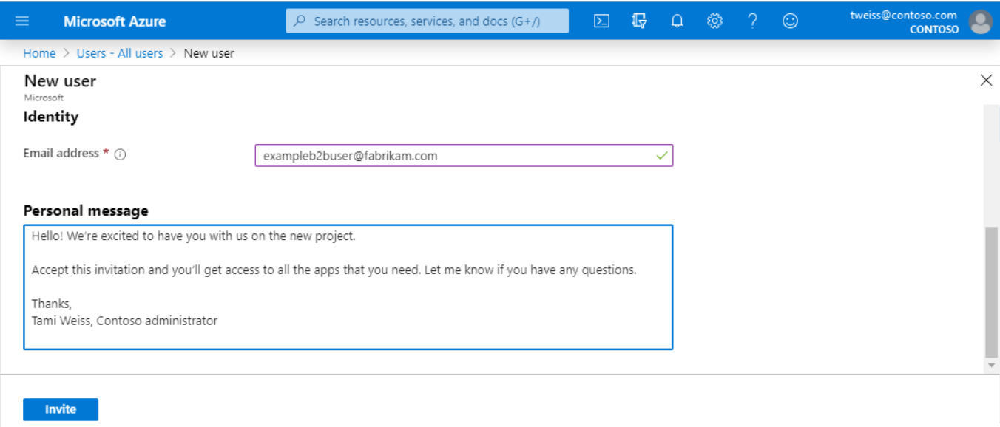 Microsoft Azure
Search resources, services, and docs (G+/)
tweiss@contoso.com
CONTOSO
Home > Users - All users > New user
New user
Microsoft
Identity
Email address *
exampleb2buser@fabrikam.com
Personal message
Hello! We're excited to have you with us on the new project.
Accept this invitation and you'll get access to all the apps that you need. Let me know if you have any questions.
Thanks,
Tami Weiss, Contoso administrator
Invite